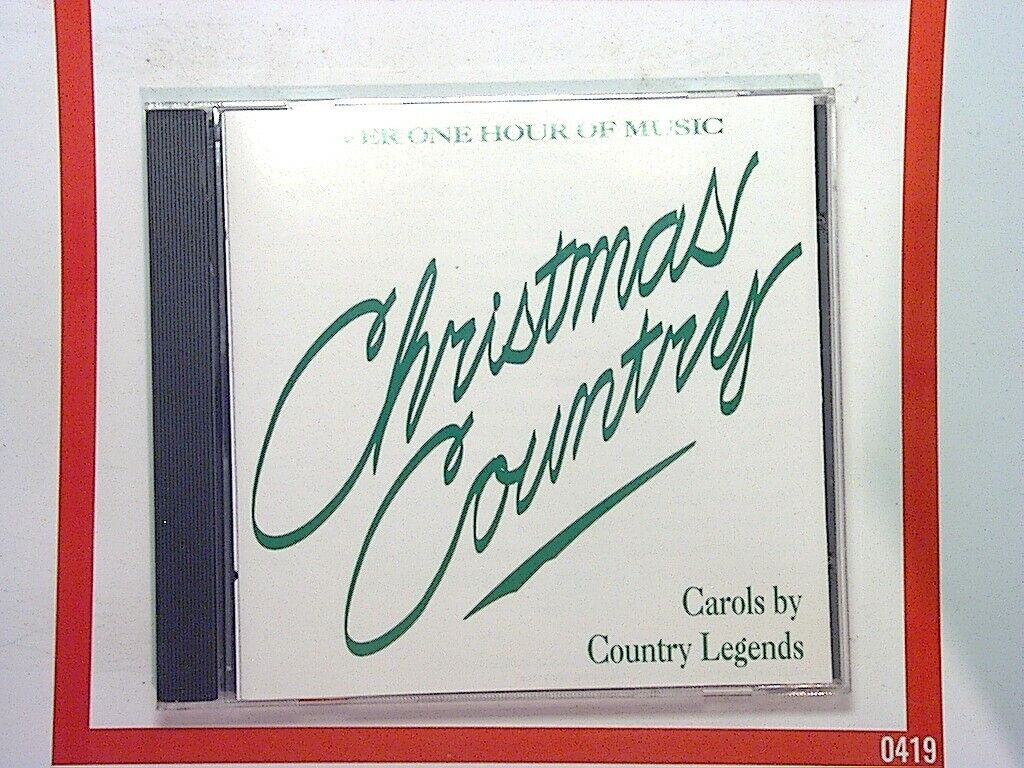 ER ONE HOUR OF MUSIC
Christmas
Country
Carols by
Country Legends
0419